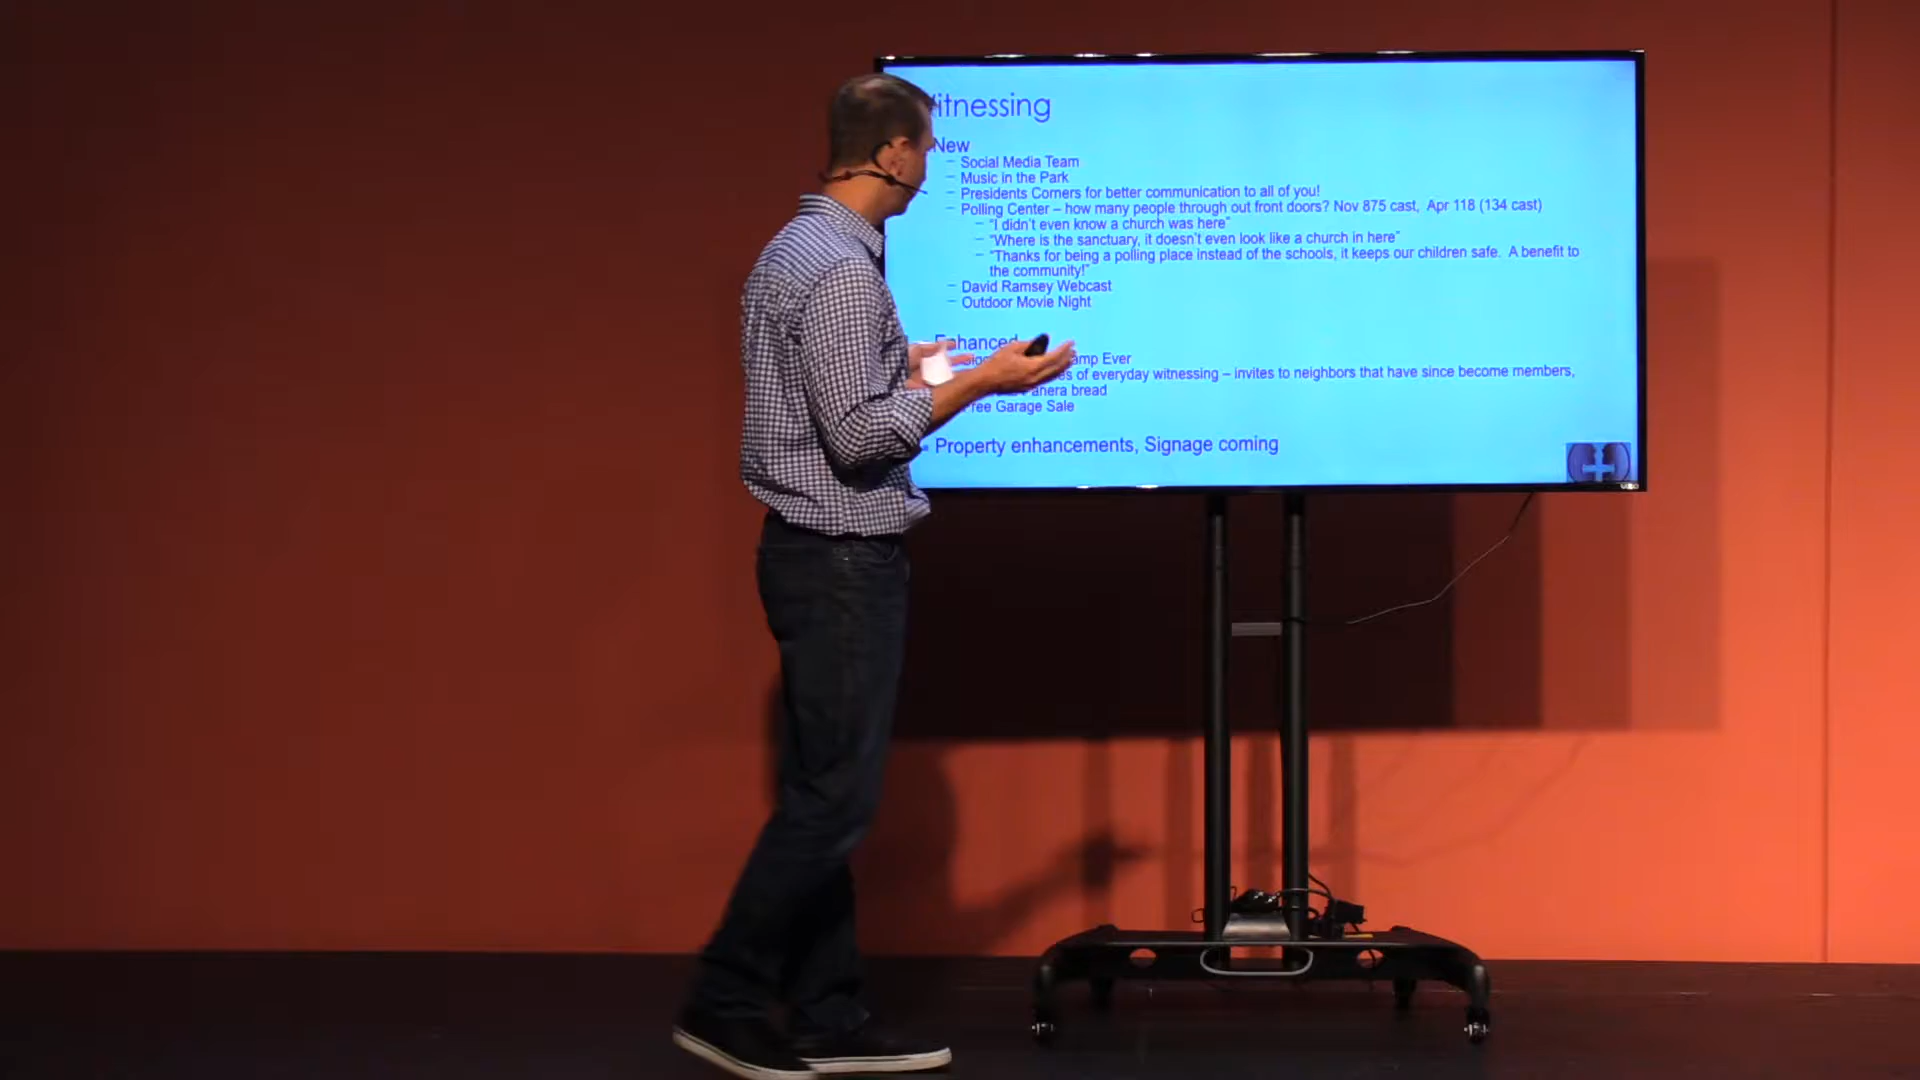 itnessing
New
– Social Media Team
– Music in the Park
– Presidents Corners for better communication to all of you!
– Polling Center – how many people through out front doors? Nov 875 cast, Apr 118 (134 cast)
– "I didn't even know a church was here"
– "Where is the sanctuary, it doesn't even look like a church in here"
– "Thanks for being a polling place instead of the schools, it keeps our children safe. A benefit to
the community!"
– David Ramsey Webcast
– Outdoor Movie Night
Enhanced
amp Ever
es of everyday witnessing – invites to neighbors that have since become members,
anera bread
Free Garage Sale
Property enhancements, Signage coming